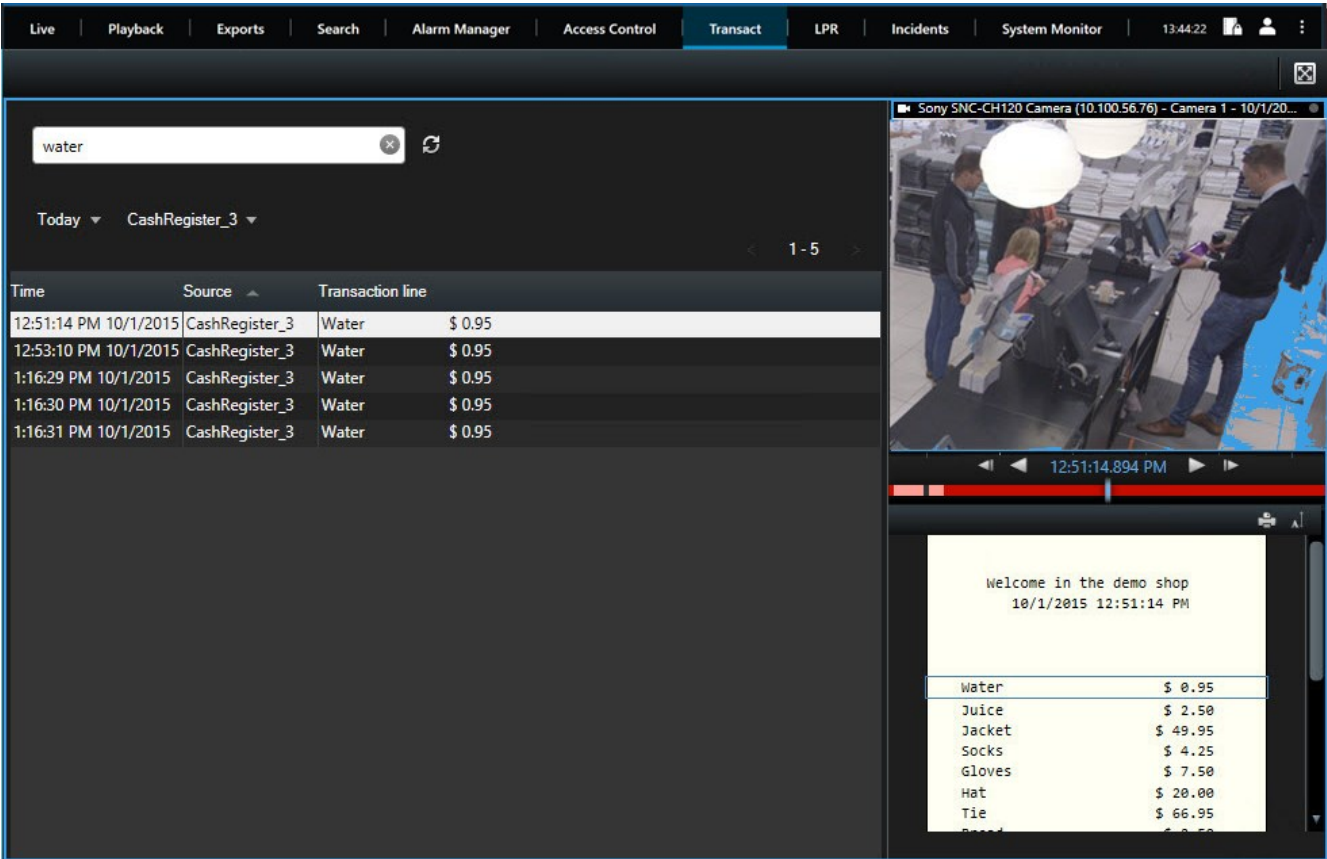 Live Playback Exports Search Alarm Manager Access Control Transact LPR Incidents System Monitor 13:44:22
Sony SNC-CH120 Camera (10.100.56.76) - Camera 1 - 10/1/20...
water
Today CashRegister_3
1 - 5
Time Source Transaction line
12:51:14 PM 10/1/2015 CashRegister_3 Water $ 0.95
12:53:10 PM 10/1/2015 CashRegister_3 Water $ 0.95
1:16:29 PM 10/1/2015 CashRegister_3 Water $ 0.95
1:16:30 PM 10/1/2015 CashRegister_3 Water $ 0.95
1:16:31 PM 10/1/2015 CashRegister_3 Water $ 0.95
12:51:14.894 PM
Welcome in the demo shop
10/1/2015 12:51:14 PM
Water $ 0.95
Juice $ 2.50
Jacket $ 49.95
Socks $ 4.25
Gloves $ 7.50
Hat $ 20.00
Tie $ 66.95